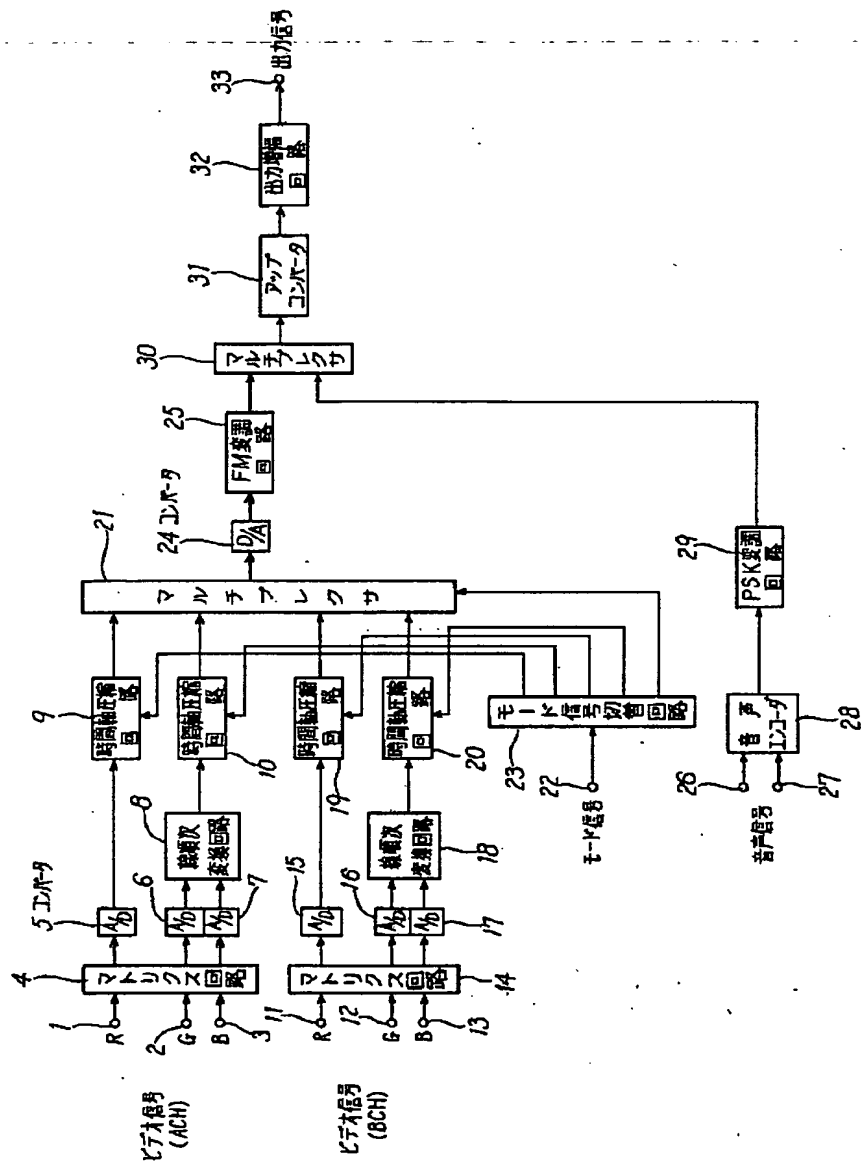 ビデオ信号
(ACH)
1
R
2
G
B
3
4
マトリクス回路
5 コンバータ
A/D
6
A/D
A/D
7
8
線順次
変換回路
9
時間軸圧縮
回路
時間軸圧縮
回路
10
ビデオ信号
(BCH)
11
R
12
G
B
13
マトリクス回路
14
15
A/D
16
A/D
A/D
17
線順次
変換回路
18
時間軸圧縮
回路
19
時間軸圧縮
回路
20
21
マルチプレクサ
モード信号
22
23
モード信号切替回路
24 コンバータ
D/A
25
FM変調
回路
音声信号
26
27
音声
エンコーダ
28
29
PSK変調
回路
30
マルチプレクサ
31
アップ
コンバータ
32
出力増幅
回路
33
出力信号